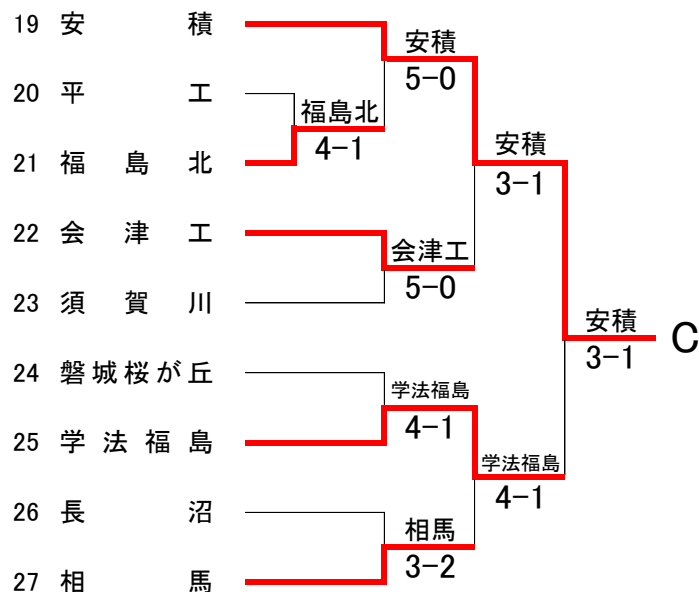 19 安積
20 平工
21 福島北
22 会津工
23 須賀川
24 磐城桜が丘
25 学法福島
26 長沼
27 相馬
福島北
4-1
安積
5-0
会津工
5-0
学法福島
4-1
相馬
3-2
安積
3-1
学法福島
4-1
安積
3-1
C